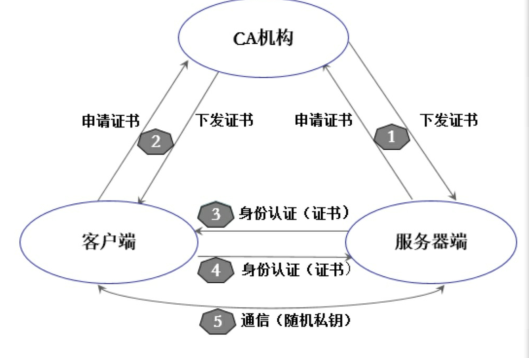 CA机构
申请证书
2
下发证书
申请证书
1
下发证书
3 身份认证（证书）
客户端
服务器端
4 身份认证（证书）
5 通信（随机私钥）